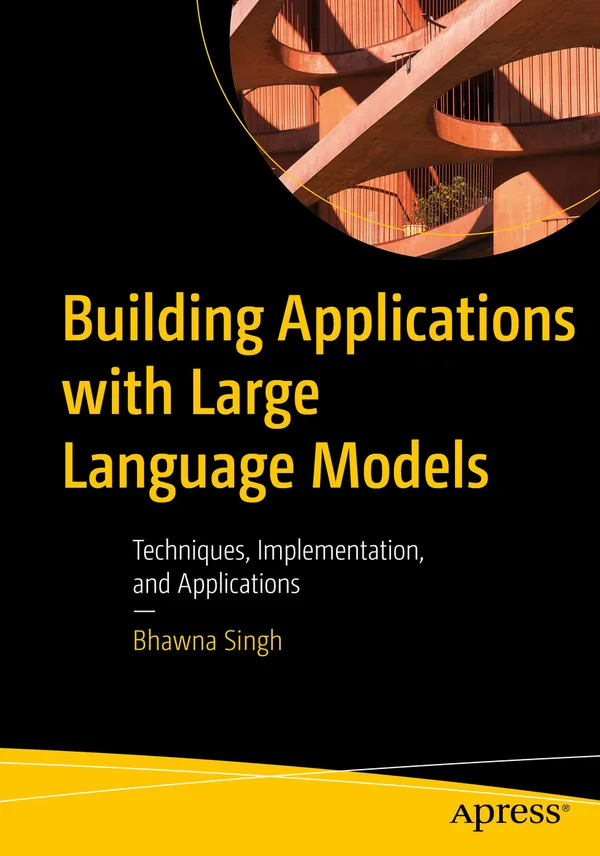 Building Applications
with Large
Language Models
Techniques, Implementation,
and Applications
—
Bhawna Singh
Apress®